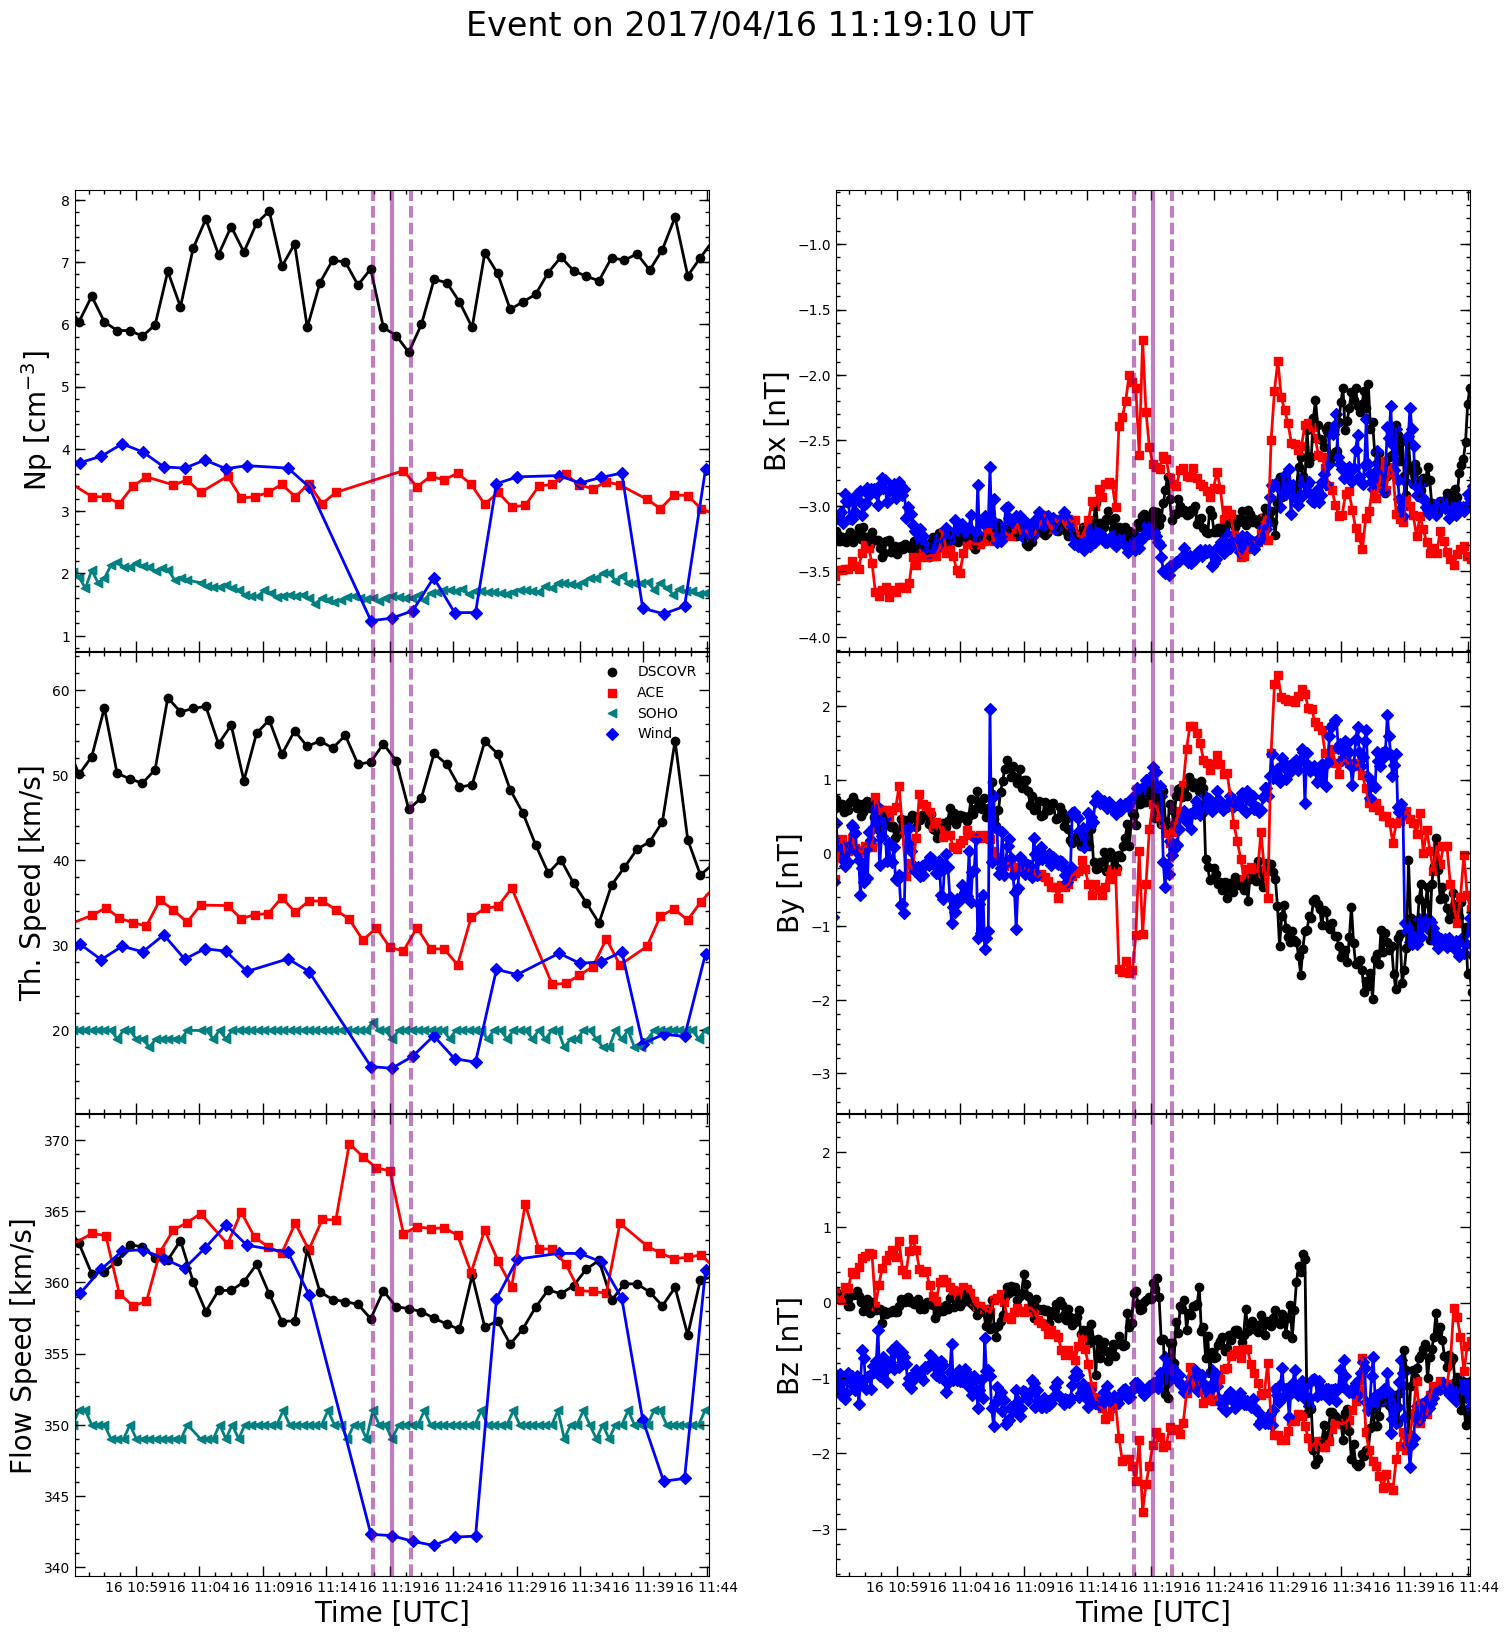 Event on 2017/04/16 11:19:10 UT
Np [cm⁻³]
8
7
6
5
4
3
2
1
Bx [nT]
−1.0
−1.5
−2.0
−2.5
−3.0
−3.5
−4.0
Th. Speed [km/s]
60
50
40
30
20
DSCOVR
ACE
SOHO
Wind
By [nT]
2
1
0
−1
−2
−3
Flow Speed [km/s]
370
365
360
355
350
345
340
Bz [nT]
2
1
0
−1
−2
−3
16 10:59 16 11:04 16 11:09 16 11:14 16 11:19 16 11:24 16 11:29 16 11:34 16 11:39 16 11:44
Time [UTC]
16 10:59 16 11:04 16 11:09 16 11:14 16 11:19 16 11:24 16 11:29 16 11:34 16 11:39 16 11:44
Time [UTC]